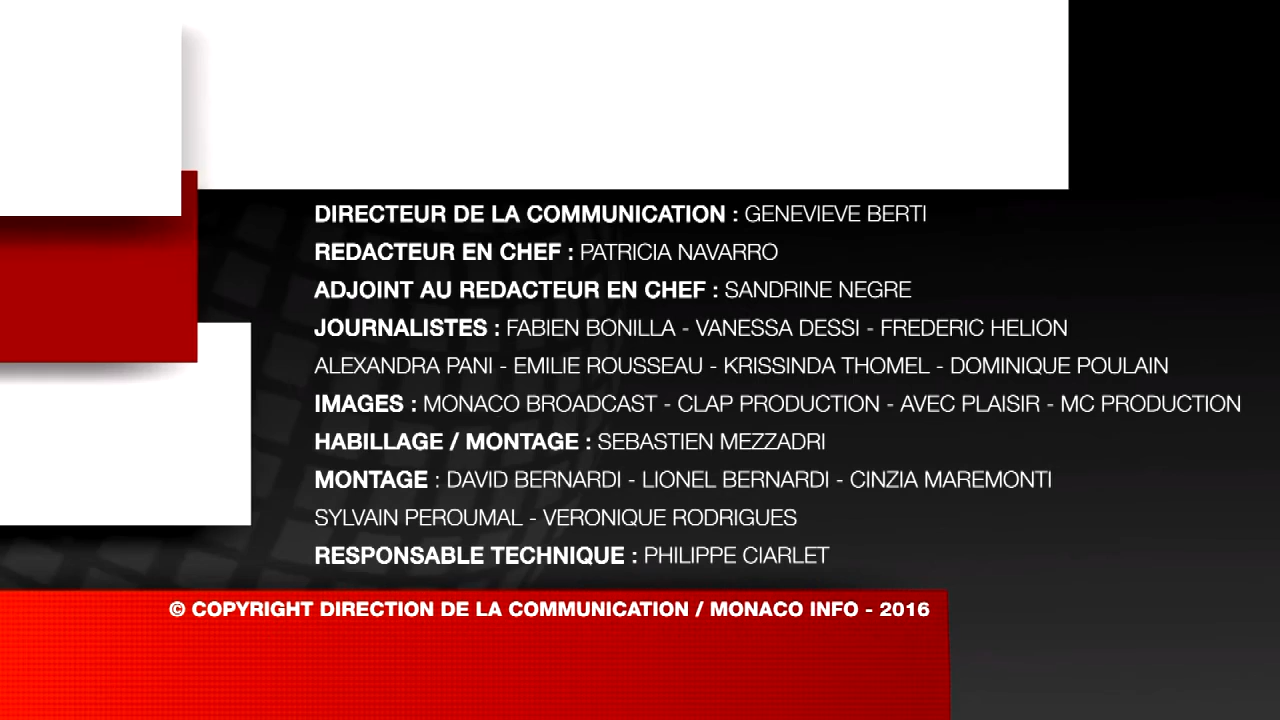 DIRECTEUR DE LA COMMUNICATION : GENEVIEVE BERTI
REDACTEUR EN CHEF : PATRICIA NAVARRO
ADJOINT AU REDACTEUR EN CHEF : SANDRINE NEGRE
JOURNALISTES : FABIEN BONILLA - VANESSA DESSI - FREDERIC HELION
ALEXANDRA PANI - EMILIE ROUSSEAU - KRISSINDA THOMEL - DOMINIQUE POULAIN
IMAGES : MONACO BROADCAST - CLAP PRODUCTION - AVEC PLAISIR - MC PRODUCTION
HABILLAGE / MONTAGE : SEBASTIEN MEZZADRI
MONTAGE : DAVID BERNARDI - LIONEL BERNARDI - CINZIA MAREMONTI
SYLVAIN PEROUMAL - VERONIQUE RODRIGUES
RESPONSABLE TECHNIQUE : PHILIPPE CIARLET
© COPYRIGHT DIRECTION DE LA COMMUNICATION / MONACO INFO - 2016